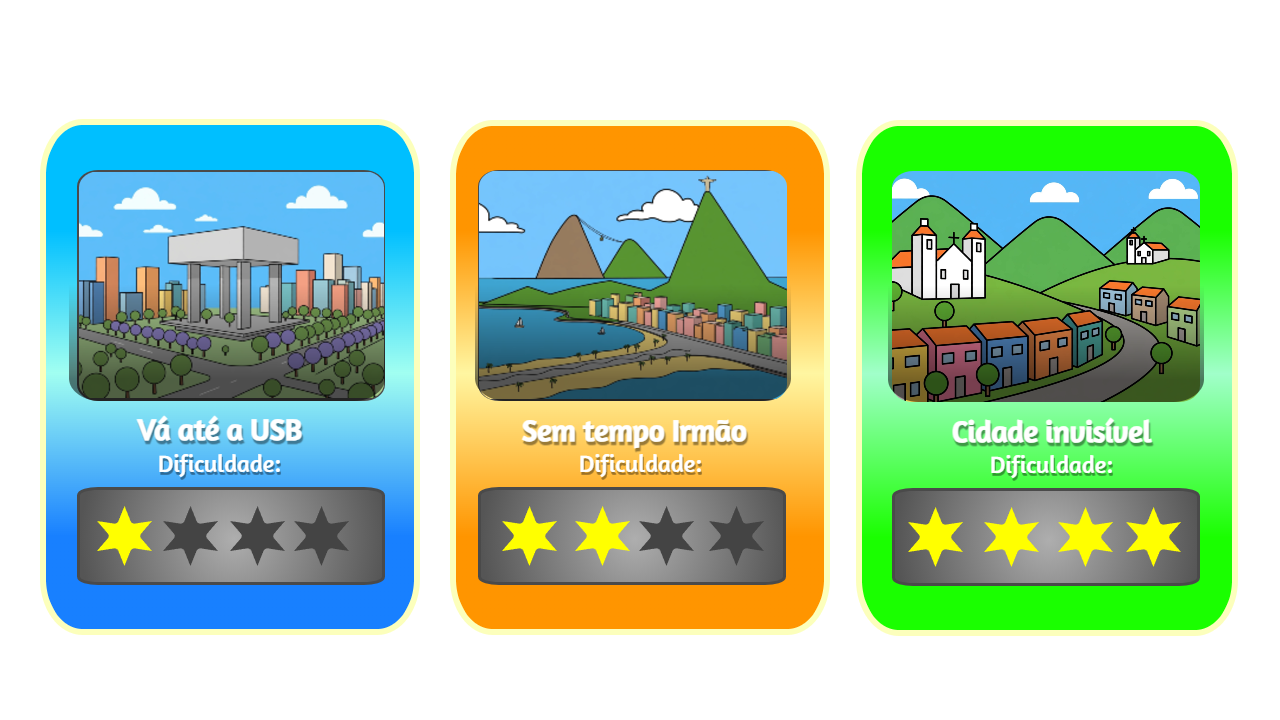 Vá até a USB
Dificuldade:
Sem tempo Irmão
Dificuldade:
Cidade invisível
Dificuldade: